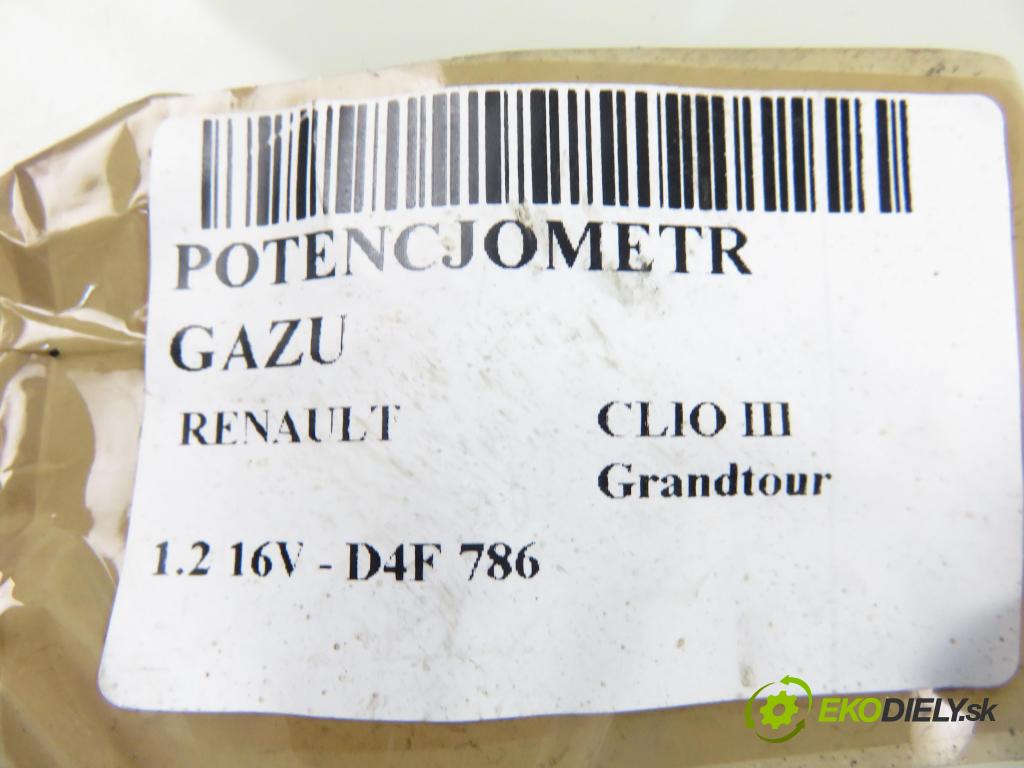 POTENCJOMETR
GAZU
RENAULT CLIO III
Grandtour
1.2 16V - D4F 786
EKODIELY.sk